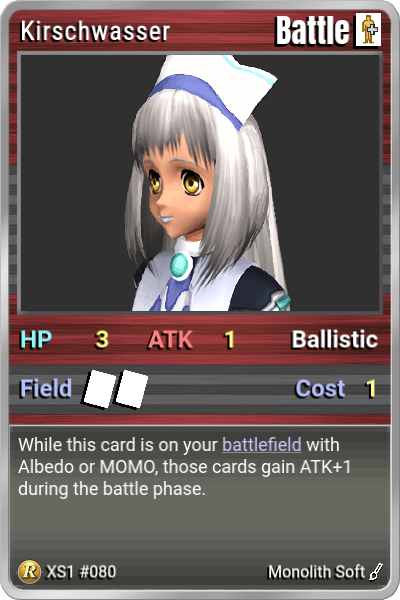 Kirschwasser Battle
HP 3 ATK 1 Ballistic
Field Cost 1
While this card is on your battlefield with
Albedo or MOMO, those cards gain ATK+1
during the battle phase.
R XS1 #080 Monolith Soft